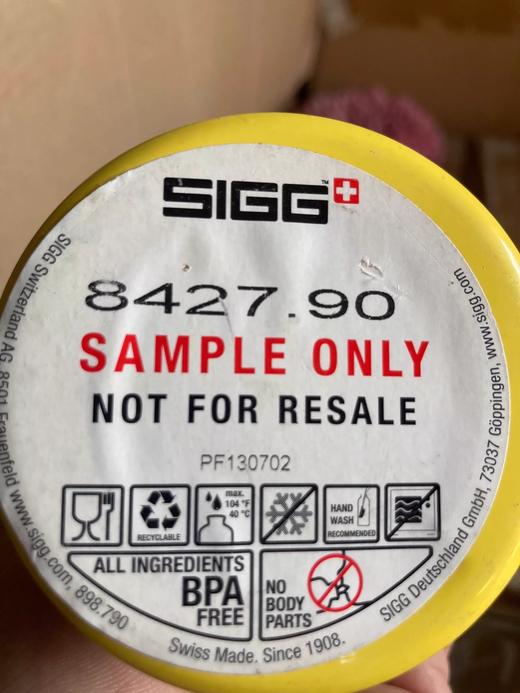 SIGG™
8427.90
SAMPLE ONLY
NOT FOR RESALE
PF130702
max.
104 °F
40 °C
RECYCLABLE
HAND
WASH
RECOMMENDED
ALL INGREDIENTS
BPA
FREE
NO
BODY
PARTS
SIGG Switzerland AG, 8501 Frauenfeld www.sigg.com, 898.790
Swiss Made. Since 1908.
SIGG Deutschland GmbH, 73037 Göppingen, www.sigg.com